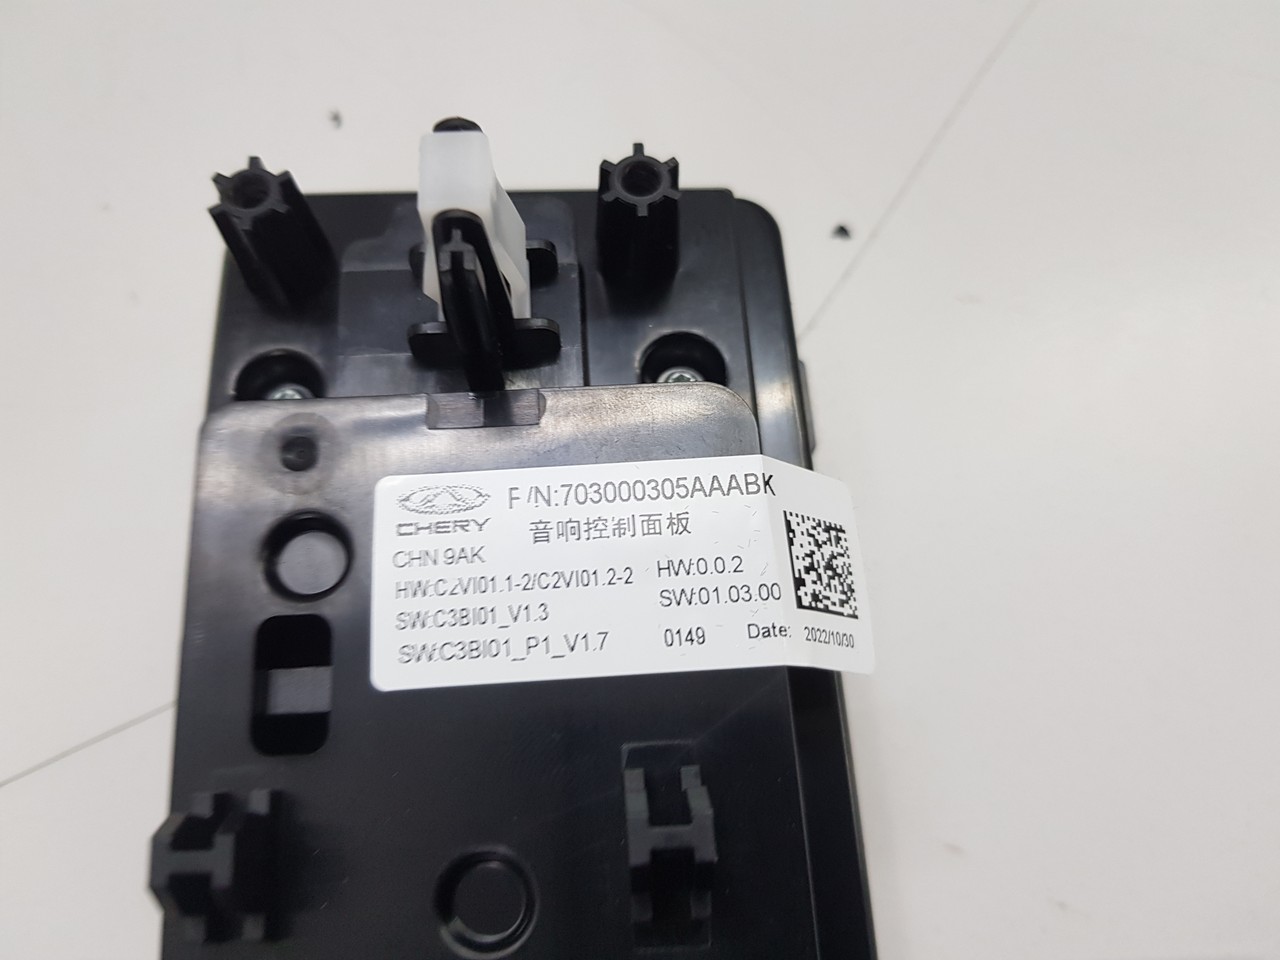 CHERY
P/N:703000305AAABK
音响控制面板
CHN 9AK
HW:C2VI01.1-2/C2VI01.2-2
HW:0.0.2
SW:C3BI01_V1.3
SW:01.03.00
SW:C3BI01_P1_V1.7
0149
Date: 2022/10/30